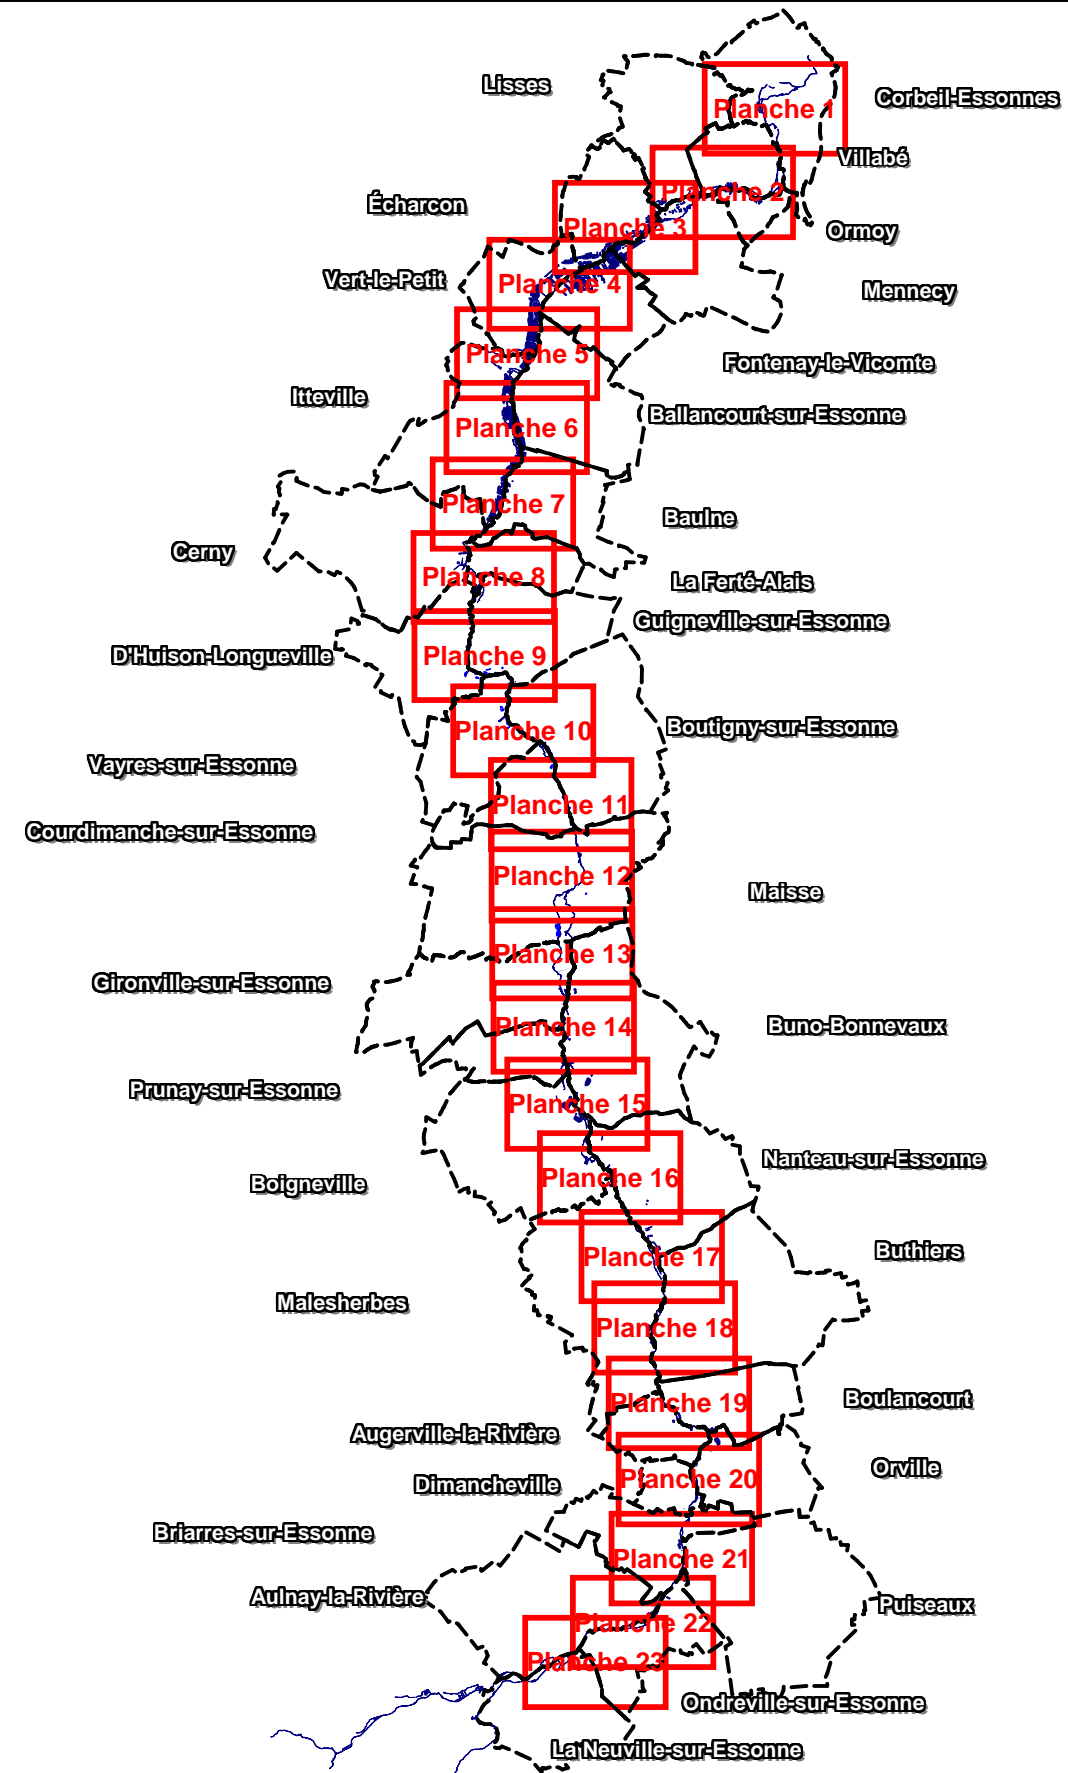 Lisses
Corbeil-Essonnes
Planche 1
Villabé
Planche 2
Écharcon
Planche 3
Ormoy
Vert-le-Petit
Planche 4
Mennecy
Planche 5
Fontenay-le-Vicomte
Itteville
Ballancourt-sur-Essonne
Planche 6
Planche 7
Baulne
Cerny
Planche 8
La Ferté-Alais
Guigneville-sur-Essonne
D'Huison-Longueville
Planche 9
Planche 10
Boutigny-sur-Essonne
Vayres-sur-Essonne
Planche 11
Courdimanche-sur-Essonne
Planche 12
Maisse
Planche 13
Gironville-sur-Essonne
Planche 14
Buno-Bonnevaux
Prunay-sur-Essonne
Planche 15
Nanteau-sur-Essonne
Boigneville
Planche 16
Planche 17
Buthiers
Malesherbes
Planche 18
Planche 19
Boulancourt
Augerville-la-Rivière
Orville
Dimancheville
Planche 20
Briarres-sur-Essonne
Planche 21
Aulnay-la-Rivière
Puiseaux
Planche 22
Planche 23
Ondreville-sur-Essonne
La Neuville-sur-Essonne